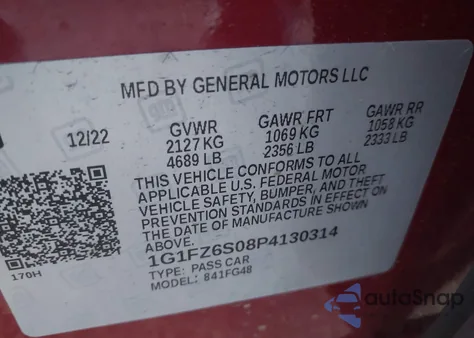 MFD BY GENERAL MOTORS LLC
12/22 GVWR GAWR FRT GAWR RR
2127 KG 1069 KG 1058 KG
4689 LB 2356 LB 2333 LB
THIS VEHICLE CONFORMS TO ALL
APPLICABLE U.S. FEDERAL MOTOR
VEHICLE SAFETY, BUMPER, AND THEFT
PREVENTION STANDARDS IN EFFECT ON
THE DATE OF MANUFACTURE SHOWN
ABOVE.
1G1FZ6S08P4130314
TYPE: PASS CAR
MODEL: 841FG48
170H
autoSnap